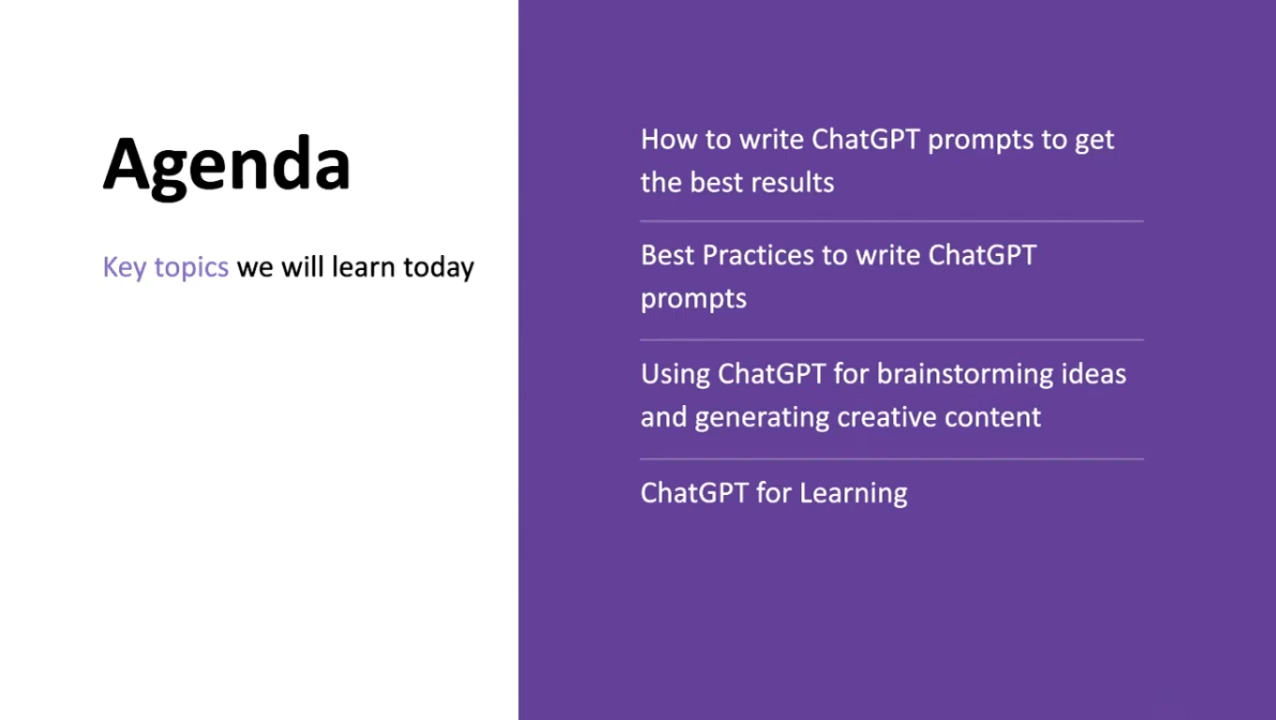 Agenda
Key topics we will learn today
How to write ChatGPT prompts to get
the best results
Best Practices to write ChatGPT
prompts
Using ChatGPT for brainstorming ideas
and generating creative content
ChatGPT for Learning